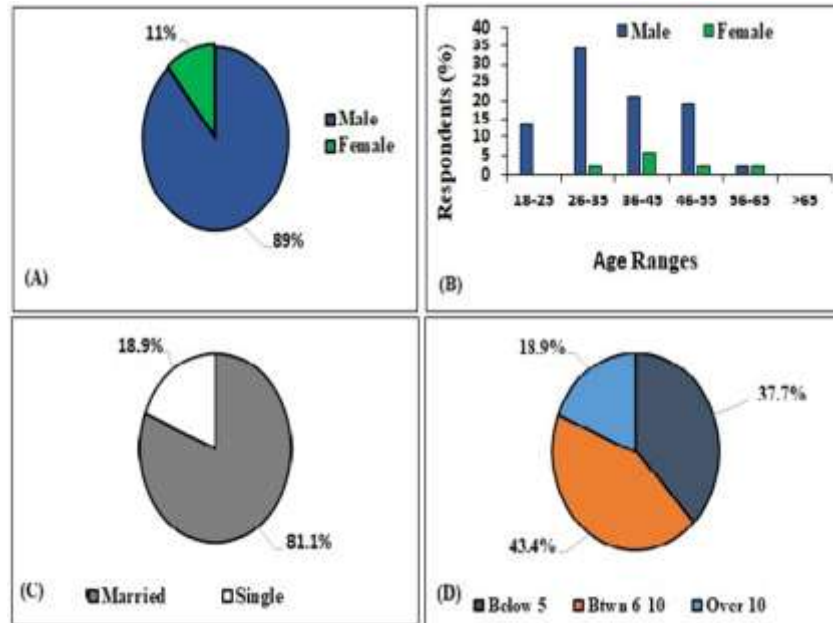 11%
Male
Female
89%
(A)
Respondents (%)
40
35
30
25
20
15
10
5
0
Male Female
18-25 26-35 36-45 46-55 56-65 >65
Age Ranges
(B)
18.9%
81.1%
(C) Married Single
18.9%
37.7%
43.4%
(D) Below 5 Btwn 6 10 Over 10